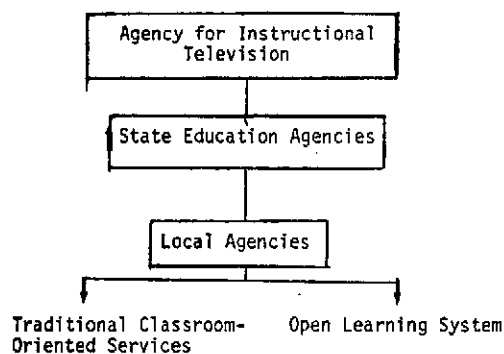 Agency for Instructional
Television
State Education Agencies
Local Agencies
Traditional Classroom-
Oriented Services
Open Learning System